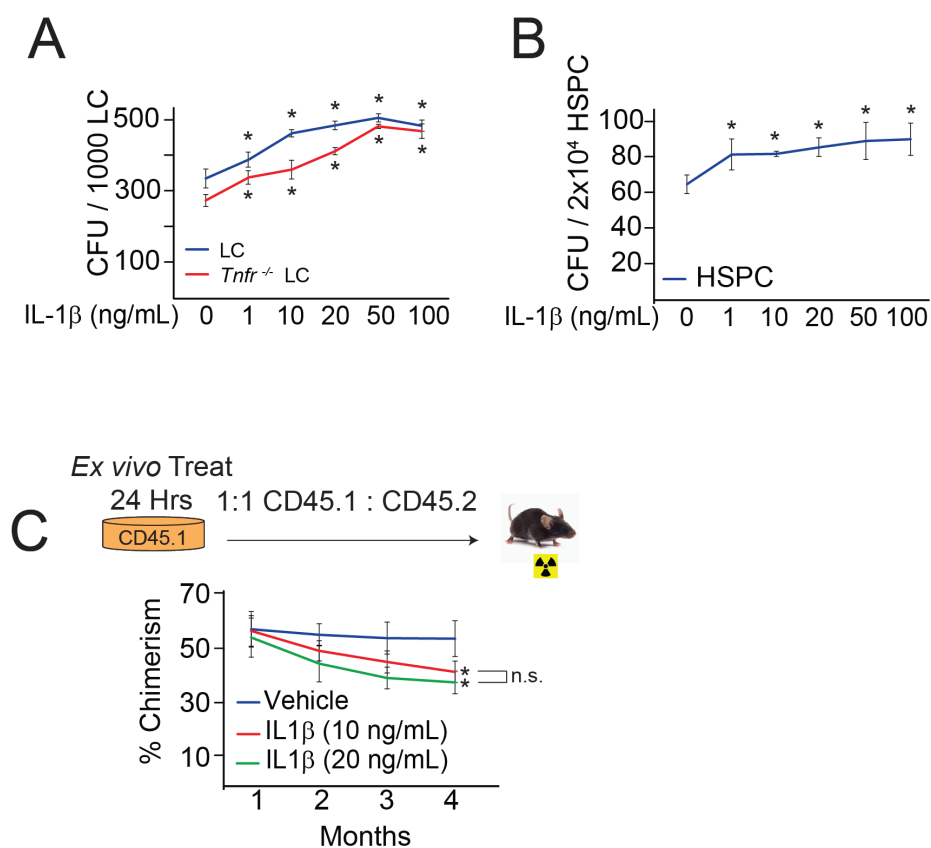 A
CFU / 1000 LC
500
300
100
* * * * *
* * * * *
LC
Tnfr -/- LC
IL-1β (ng/mL) 0 1 10 20 50 100
B
CFU / 2x10⁴ HSPC
100
80
60
40
20
* * * * *
HSPC
IL-1β (ng/mL) 0 1 10 20 50 100
C
Ex vivo Treat
24 Hrs 1:1 CD45.1 : CD45.2
CD45.1
% Chimerism
70
50
30
10
*
*
n.s.
Vehicle
IL1β (10 ng/mL)
IL1β (20 ng/mL)
1 2 3 4
Months